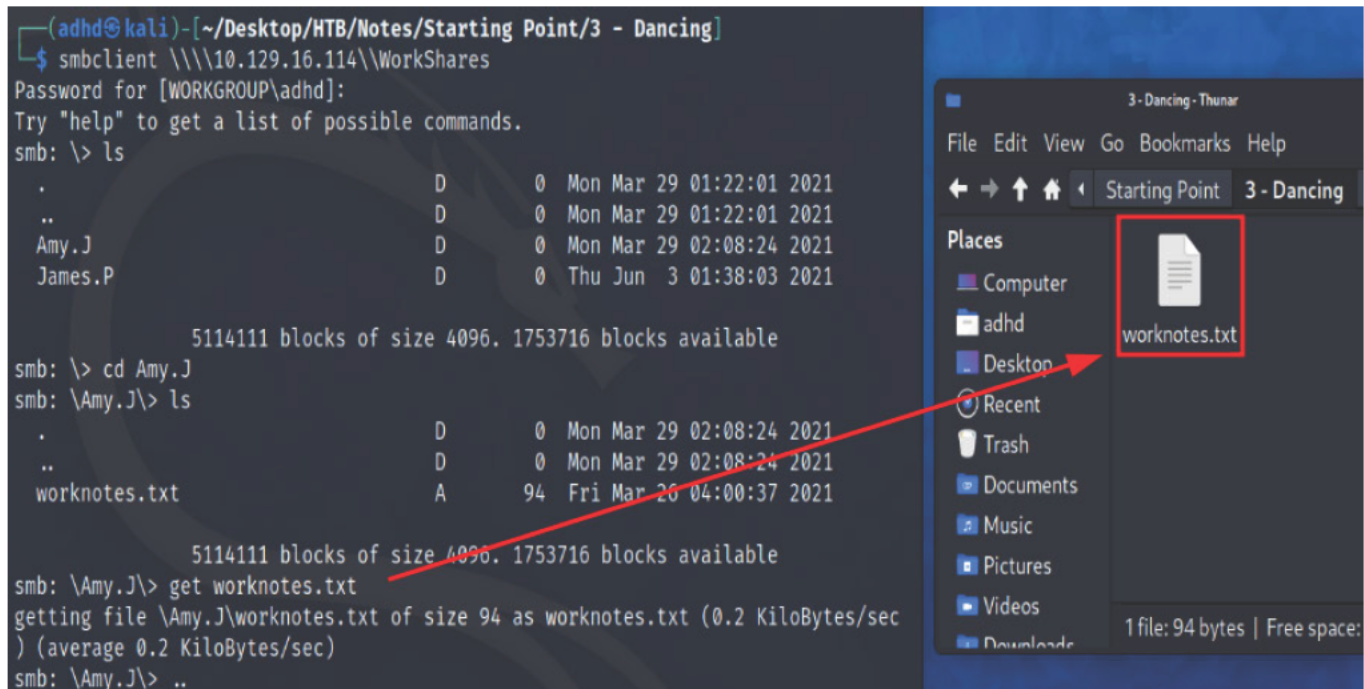 (adhd㉿kali)-[~/Desktop/HTB/Notes/Starting Point/3 - Dancing]
$ smbclient \\\\10.129.16.114\\WorkShares
Password for [WORKGROUP\adhd]:
Try "help" to get a list of possible commands.
smb: \> ls
. D 0 Mon Mar 29 01:22:01 2021
.. D 0 Mon Mar 29 01:22:01 2021
Amy.J D 0 Mon Mar 29 02:08:24 2021
James.P D 0 Thu Jun 3 01:38:03 2021
5114111 blocks of size 4096. 1753716 blocks available
smb: \> cd Amy.J
smb: \Amy.J\> ls
. D 0 Mon Mar 29 02:08:24 2021
.. D 0 Mon Mar 29 02:08:24 2021
worknotes.txt A 94 Fri Mar 26 04:00:37 2021
5114111 blocks of size 4096. 1753716 blocks available
smb: \Amy.J\> get worknotes.txt
getting file \Amy.J\worknotes.txt of size 94 as worknotes.txt (0.2 KiloBytes/sec
) (average 0.2 KiloBytes/sec)
smb: \Amy.J\> ..
3 - Dancing - Thunar
File Edit View Go Bookmarks Help
Starting Point 3 - Dancing
Places
Computer
adhd
Desktop
Recent
Trash
Documents
Music
Pictures
Videos
Downloads
worknotes.txt
1 file: 94 bytes | Free space: